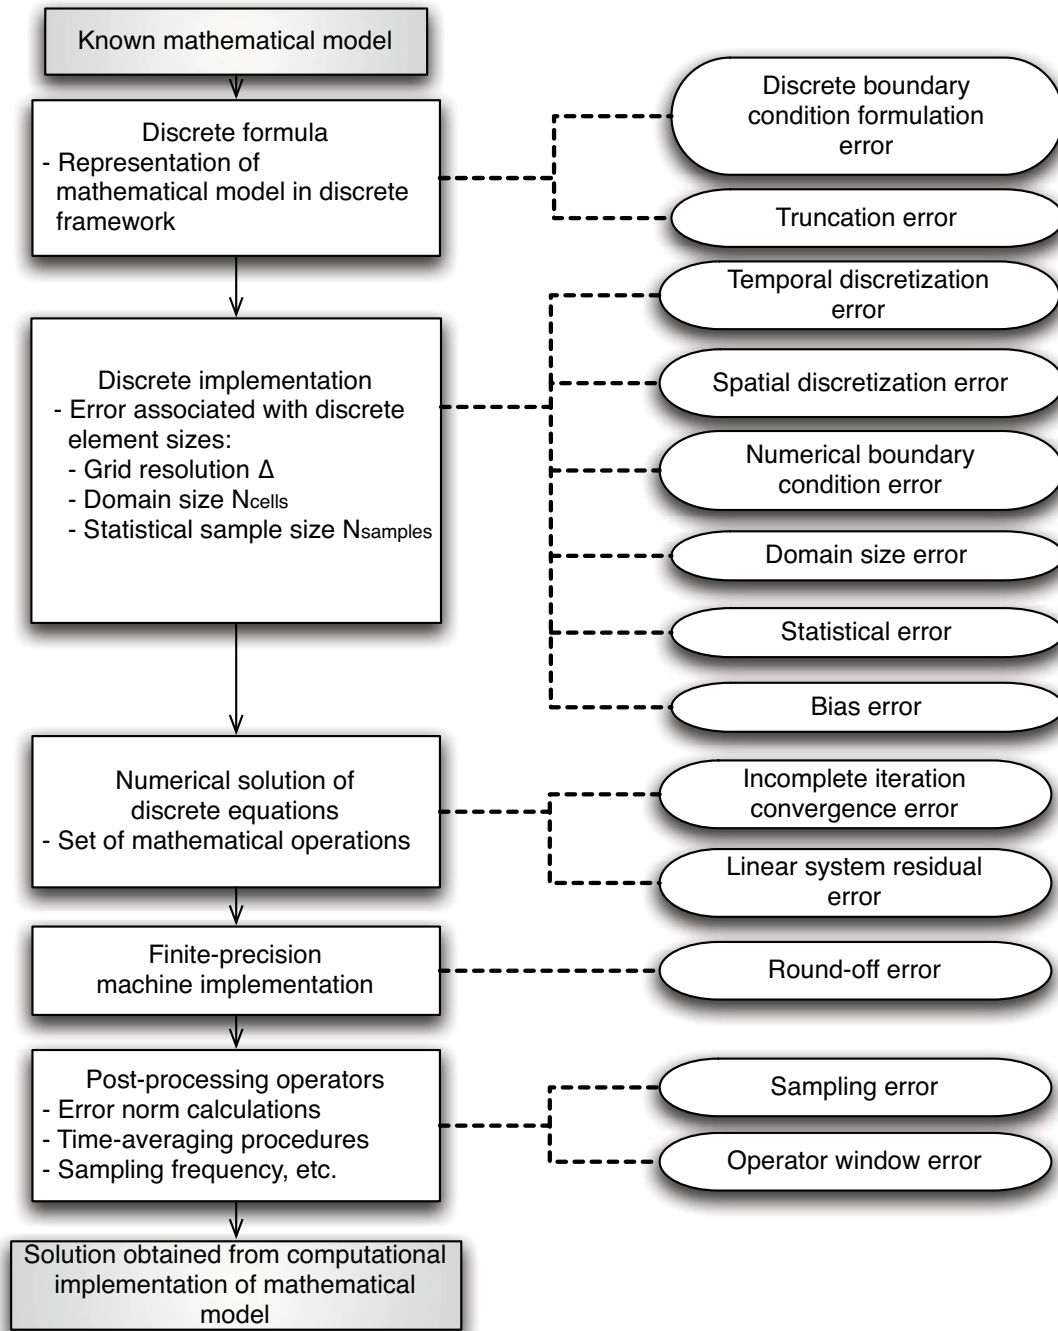 Known mathematical model
Discrete formula
- Representation of
mathematical model in discrete
framework
Discrete boundary
condition formulation
error
Truncation error
Discrete implementation
- Error associated with discrete
element sizes:
- Grid resolution Δ
- Domain size Ncells
- Statistical sample size Nsamples
Temporal discretization
error
Spatial discretization error
Numerical boundary
condition error
Domain size error
Statistical error
Bias error
Numerical solution of
discrete equations
- Set of mathematical operations
Incomplete iteration
convergence error
Linear system residual
error
Finite-precision
machine implementation
Round-off error
Post-processing operators
- Error norm calculations
- Time-averaging procedures
- Sampling frequency, etc.
Sampling error
Operator window error
Solution obtained from computational
implementation of mathematical
model